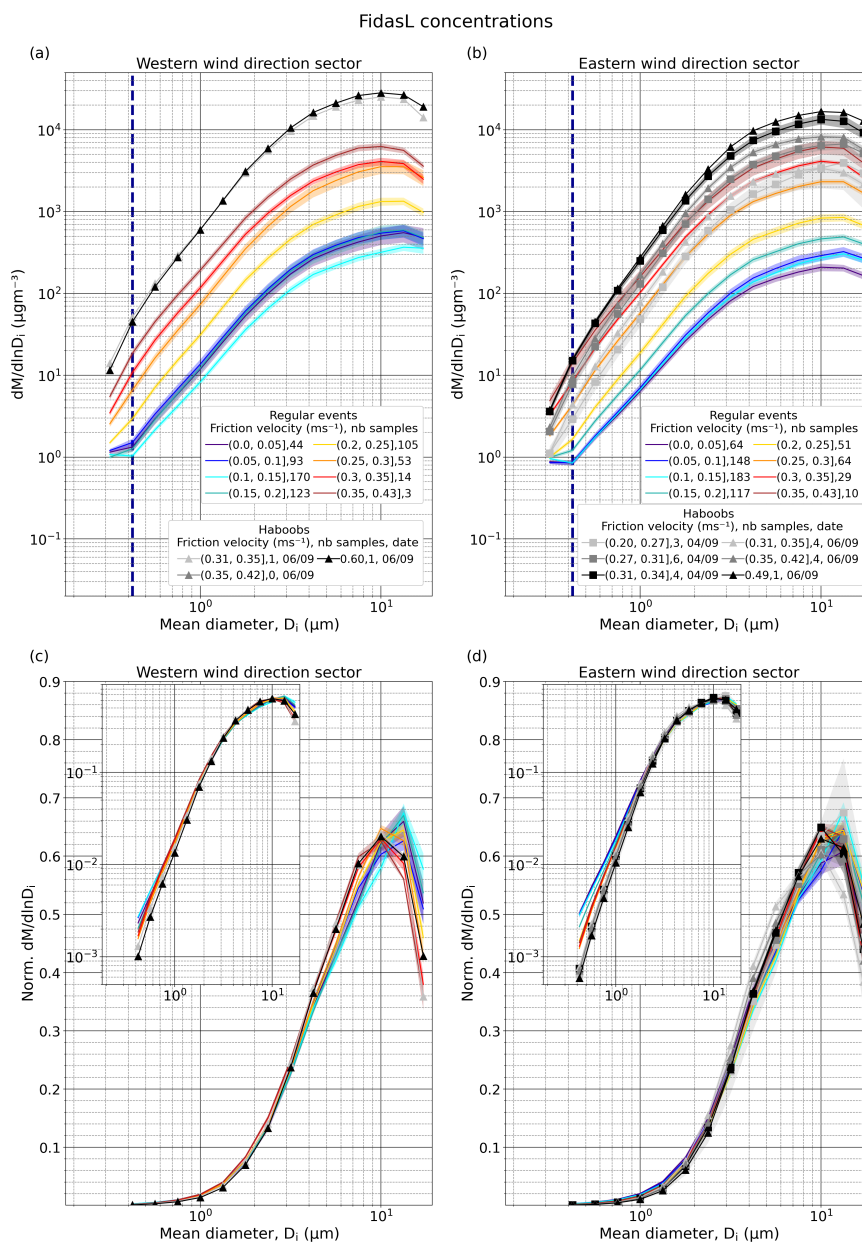 FidasL concentrations
(a)
Western wind direction sector
10⁴
10³
10²
10¹
10⁰
10⁻¹
dM/dlnDᵢ (μgm⁻³)
Regular events
Friction velocity (ms⁻¹), nb samples
(0.0, 0.05],44
(0.05, 0.1],93
(0.1, 0.15],170
(0.15, 0.2],123
(0.2, 0.25],105
(0.25, 0.3],53
(0.3, 0.35],14
(0.35, 0.43],3
Haboobs
Friction velocity (ms⁻¹), nb samples, date
(0.31, 0.35],1, 06/09
(0.35, 0.42],0, 06/09
0.60,1, 06/09
10⁰
10¹
Mean diameter, Dᵢ (μm)
(b)
Eastern wind direction sector
10⁴
10³
10²
10¹
10⁰
10⁻¹
dM/dlnDᵢ (μgm⁻³)
Regular events
Friction velocity (ms⁻¹), nb samples
(0.0, 0.05],64
(0.05, 0.1],148
(0.1, 0.15],183
(0.15, 0.2],117
(0.2, 0.25],51
(0.25, 0.3],64
(0.3, 0.35],29
(0.35, 0.43],10
Haboobs
Friction velocity (ms⁻¹), nb samples, date
(0.20, 0.27],3, 04/09
(0.27, 0.31],6, 04/09
(0.31, 0.34],4, 04/09
(0.31, 0.35],4, 06/09
(0.35, 0.42],4, 06/09
0.49,1, 06/09
10⁰
10¹
Mean diameter, Dᵢ (μm)
(c)
Western wind direction sector
0.9
0.8
0.7
0.6
0.5
0.4
0.3
0.2
0.1
Norm. dM/dlnDᵢ
10⁻¹
10⁻²
10⁻³
10⁰
10¹
10⁰
10¹
Mean diameter, Dᵢ (μm)
(d)
Eastern wind direction sector
0.9
0.8
0.7
0.6
0.5
0.4
0.3
0.2
0.1
Norm. dM/dlnDᵢ
10⁻¹
10⁻²
10⁻³
10⁰
10¹
10⁰
10¹
Mean diameter, Dᵢ (μm)